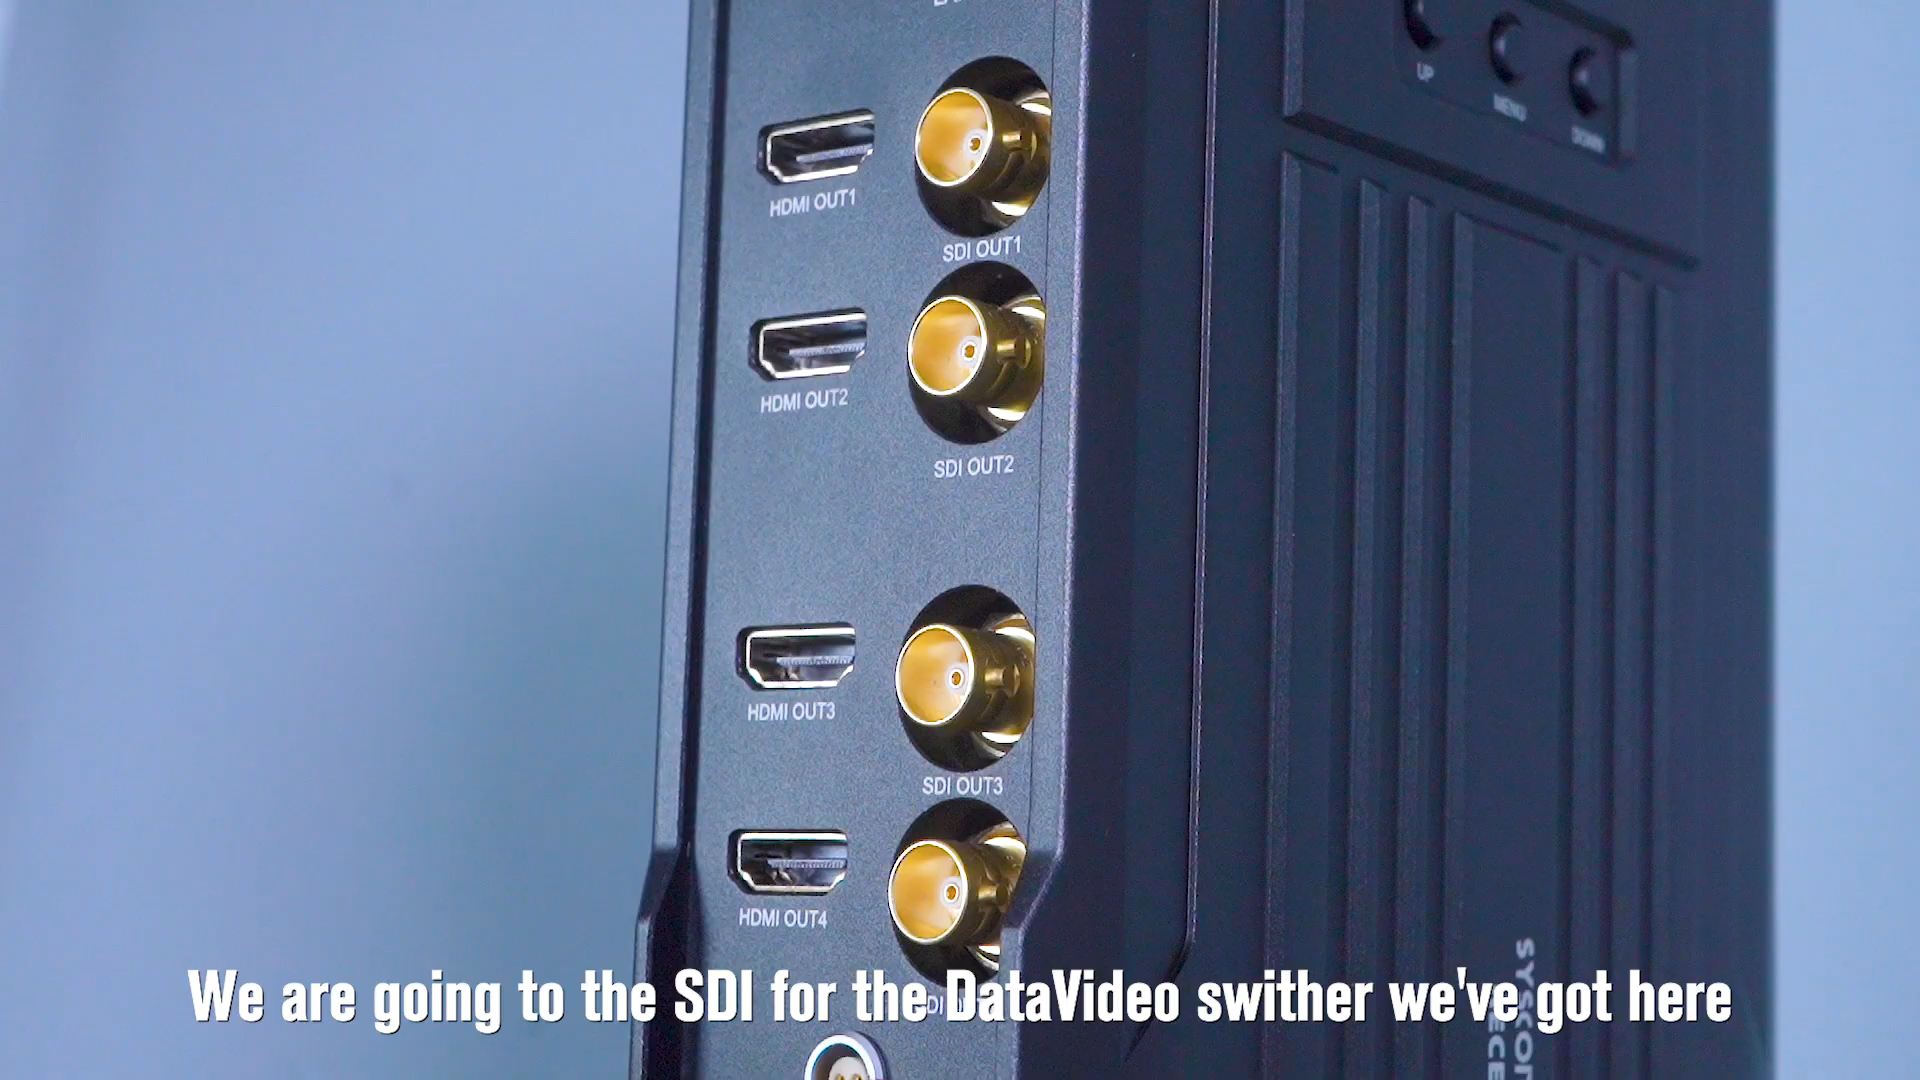 UP
MENU
DOWN
HDMI OUT1
SDI OUT1
HDMI OUT2
SDI OUT2
HDMI OUT3
SDI OUT3
HDMI OUT4
We are going to the SDI for the DataVideo swither we've got here